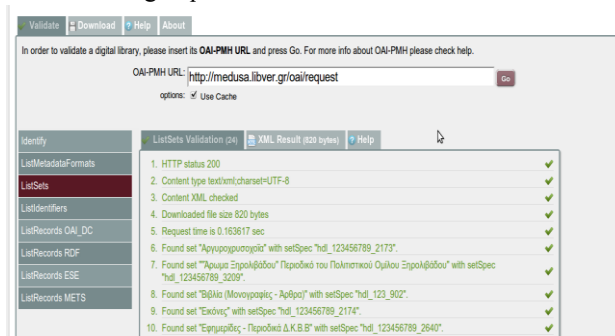 Validate Download Help About
In order to validate a digital library, please insert its OAI-PMH URL and press Go. For more info about OAI-PMH please check help.
OAI-PMH URL: http://medusa.libver.gr/oai/request Go
options: Use Cache
Identify
ListMetadataFormats
ListSets
ListIdentifiers
ListRecords OAI_DC
ListRecords RDF
ListRecords ESE
ListRecords METS
ListSets Validation (24) XML Result (820 bytes) Help
1. HTTP status 200
2. Content type text/xml;charset=UTF-8
3. Content XML checked
4. Downloaded file size 820 bytes
5. Request time is 0.163617 sec
6. Found set "Αργυροχρυσοχοΐα" with setSpec "hdl_123456789_2173".
7. Found set ""Άρωμα Ξηρολιβάδου" Περιοδικό του Πολιτιστικού Ομίλου Ξηρολιβάδου" with setSpec
"hdl_123456789_3209".
8. Found set "Βιβλία (Μονογραφίες - Άρθρα)" with setSpec "hdl_123_902".
9. Found set "Εικόνες" with setSpec "hdl_123456789_2174".
10. Found set "Εφημερίδες - Περιοδικά Δ.Κ.Β.Β" with setSpec "hdl_123456789_2640".